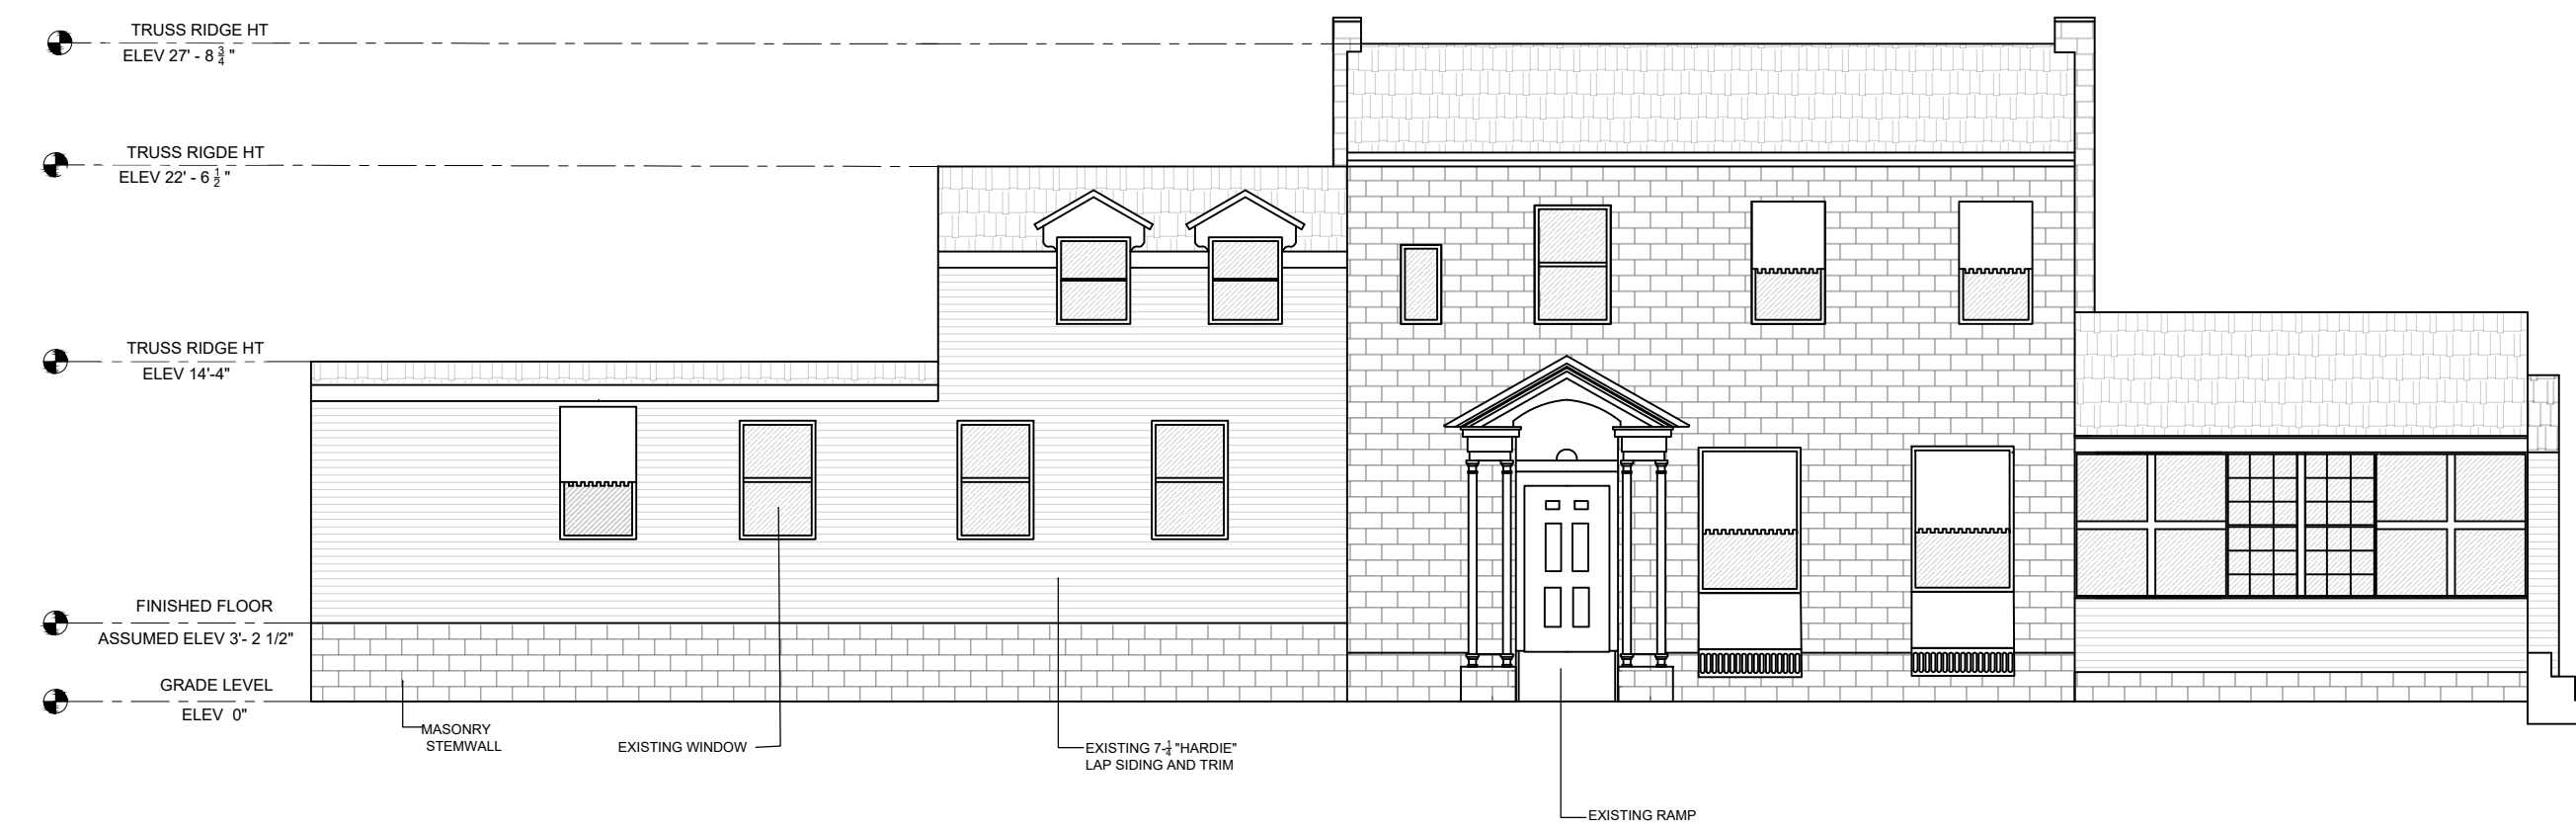 TRUSS RIDGE HT
ELEV 27' - 8 3/4 "
TRUSS RIGDE HT
ELEV 22' - 6 1/2 "
TRUSS RIDGE HT
ELEV 14'-4"
FINISHED FLOOR
ASSUMED ELEV 3'- 2 1/2"
GRADE LEVEL
ELEV 0"
MASONRY
STEMWALL
EXISTING WINDOW
EXISTING 7-1/4 "HARDIE"
LAP SIDING AND TRIM
EXISTING RAMP